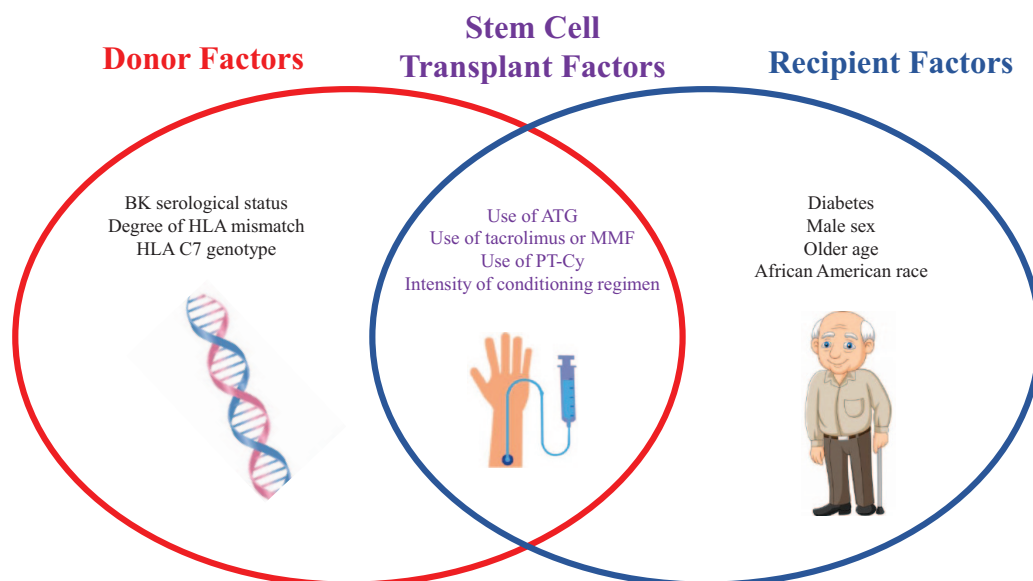 Donor Factors
Stem Cell
Transplant Factors
Recipient Factors
BK serological status
Degree of HLA mismatch
HLA C7 genotype
Use of ATG
Use of tacrolimus or MMF
Use of PT-Cy
Intensity of conditioning regimen
Diabetes
Male sex
Older age
African American race